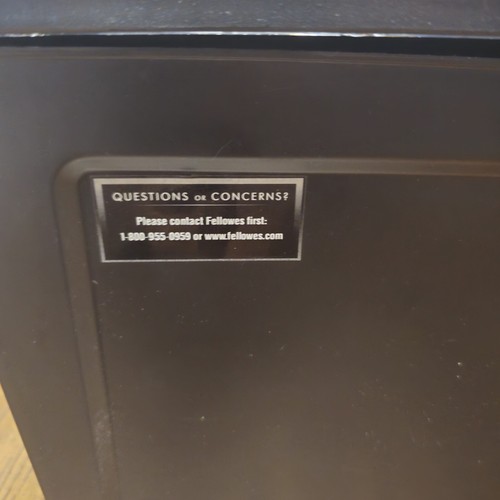 QUESTIONS OR CONCERNS?
Please contact Fellowes first:
1-800-955-0959 or www.fellowes.com